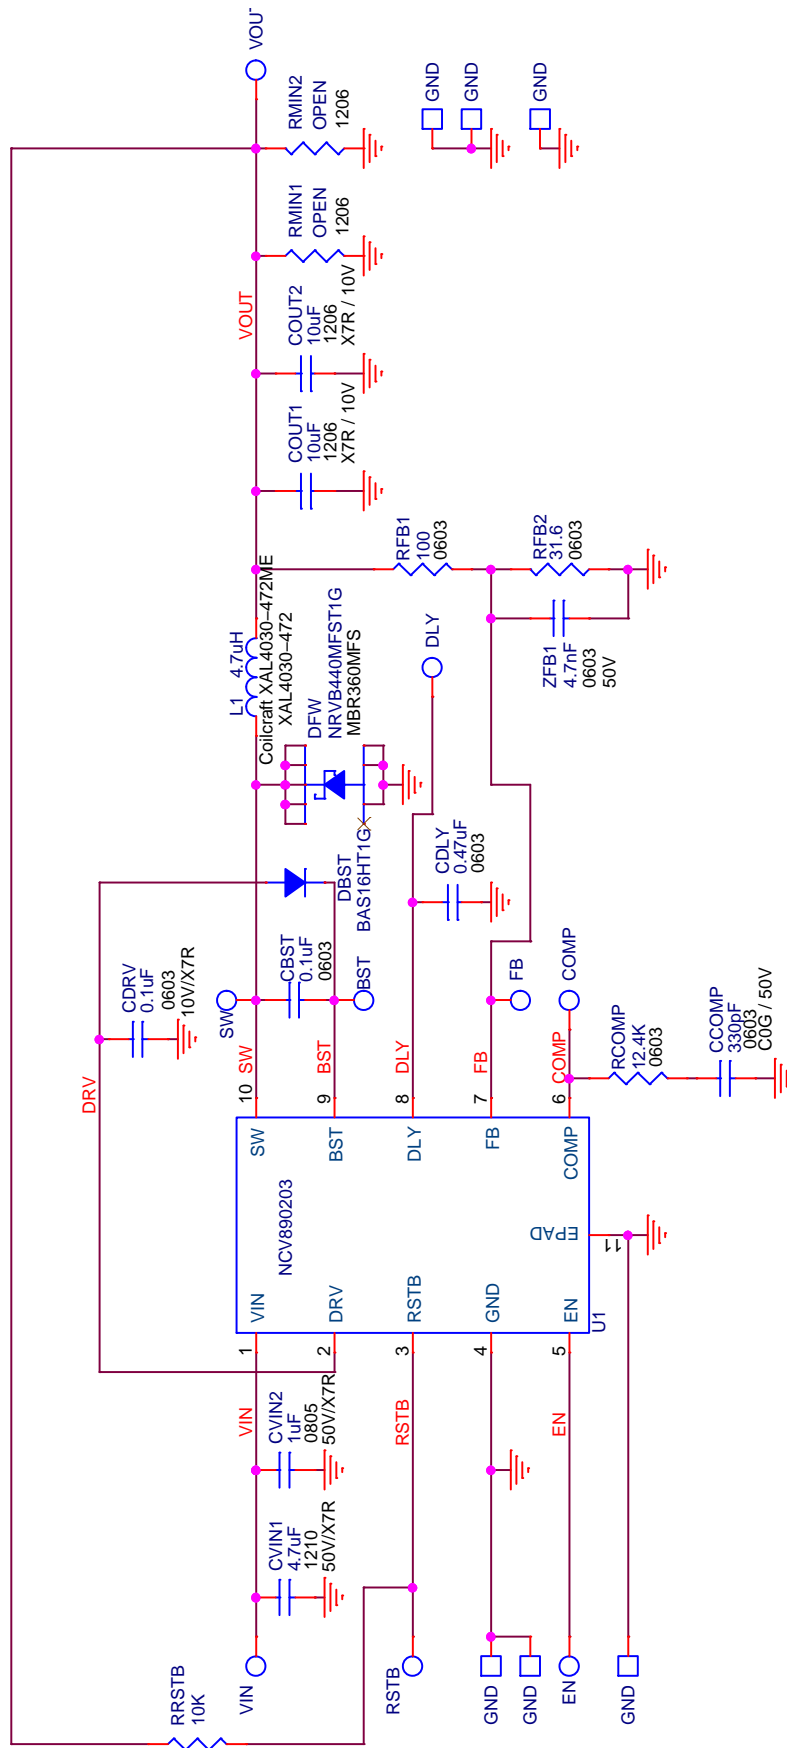 VOU
RMIN2
OPEN
1206
GND
GND
GND
RMIN1
OPEN
1206
VOUT
COUT2
10uF
1206
X7R / 10V
COUT1
10uF
1206
X7R / 10V
RFB1
100
0603
RFB2
31.6
0603
L1 4.7uH
Coilcraft XAL4030-472ME
XAL4030-472
DLY
ZFB1
4.7nF
0603
50V
DFW
NRVB440MFST1G
MBR360MFS
DBST
BAS16HT1G
CDLY
0.47uF
0603
CDRV
0.1uF
0603
10V/X7R
CBST
0.1uF
0603
SW
BST
FB
COMP
DRV
SW
BST
DLY
FB
COMP
RCOMP
12.4K
0603
CCOMP
330pF
0603
C0G / 50V
10
9
8
7
6
SW
BST
DLY
FB
COMP
NCV890203
EPAD
11
VIN
DRV
RSTB
GND
EN
U1
1
2
3
4
5
VIN
RSTB
EN
CVIN2
1uF
0805
50V/X7R
CVIN1
4.7uF
1210
50V/X7R
VIN
RSTB
GND
GND
EN
GND
RRSTB
10K